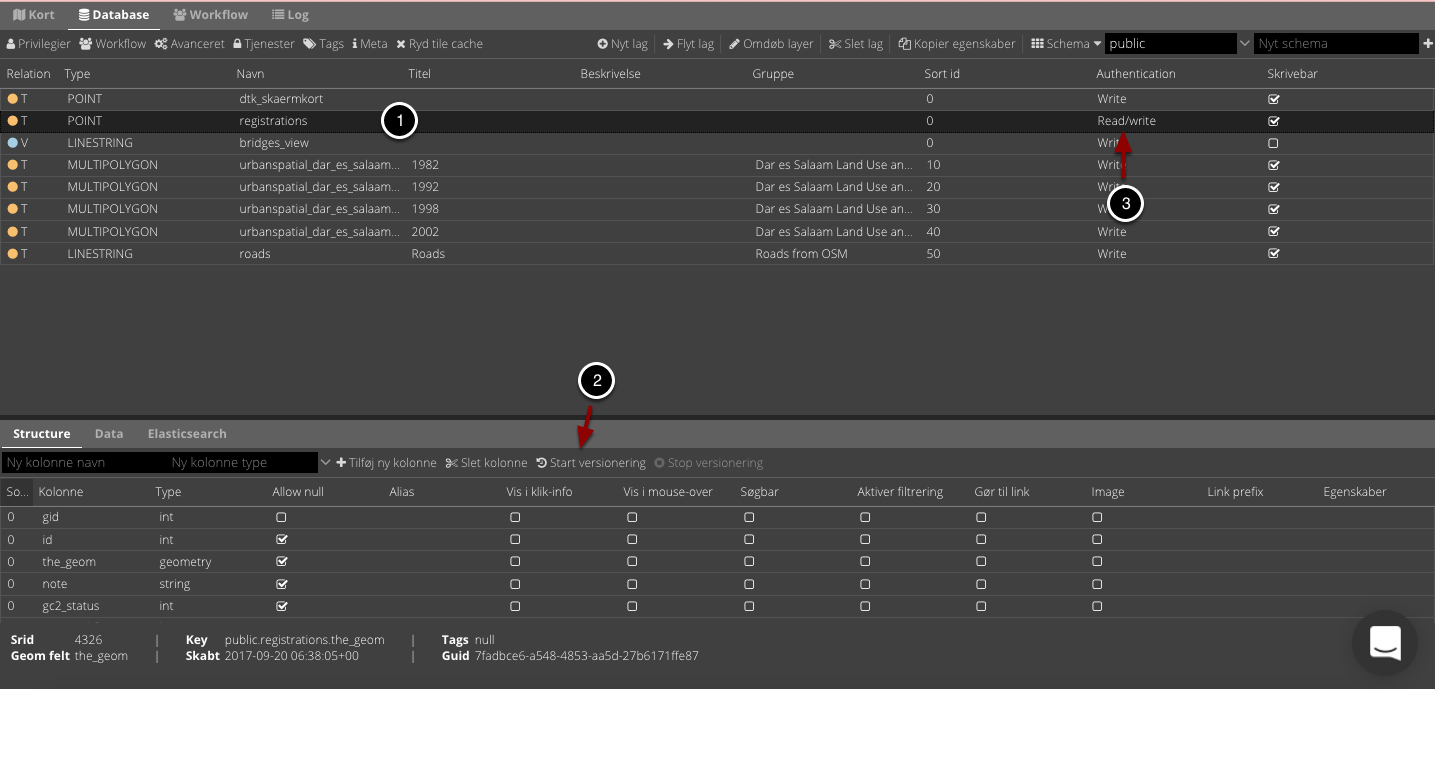 Kort Database Workflow Log
Privilegier Workflow Avanceret Tjenester Tags Meta Ryd tile cache Nyt lag Flyt lag Omdøb layer Slet lag Kopier egenskaber Schema public Nyt schema
Relation Type Navn Titel Beskrivelse Gruppe Sort id Authentication Skrivebar
T POINT dtk_skaermkort 0 Write
T POINT registrations 1 0 Read/write
V LINESTRING bridges_view 0
T MULTIPOLYGON urbanspatial_dar_es_salaam... 1982 Dar es Salaam Land Use an... 10 Write
T MULTIPOLYGON urbanspatial_dar_es_salaam... 1992 Dar es Salaam Land Use an... 20 Write
T MULTIPOLYGON urbanspatial_dar_es_salaam... 1998 Dar es Salaam Land Use an... 30 3
T MULTIPOLYGON urbanspatial_dar_es_salaam... 2002 Dar es Salaam Land Use an... 40 Write
T LINESTRING roads Roads Roads from OSM 50 Write
2
Structure Data Elasticsearch
Ny kolonne navn Ny kolonne type Tilføj ny kolonne Slet kolonne Start versionering Stop versionering
So... Kolonne Type Allow null Alias Vis i klik-info Vis i mouse-over Søgbar Aktiver filtrering Gør til link Image Link prefix Egenskaber
0 gid int
0 id int
0 the_geom geometry
0 note string
0 gc2_status int
Srid 4326 | Key public.registrations.the_geom | Tags null
Geom felt the_geom | Skabt 2017-09-20 06:38:05+00 | Guid 7fadbce6-a548-4853-aa5d-27b6171ffe87